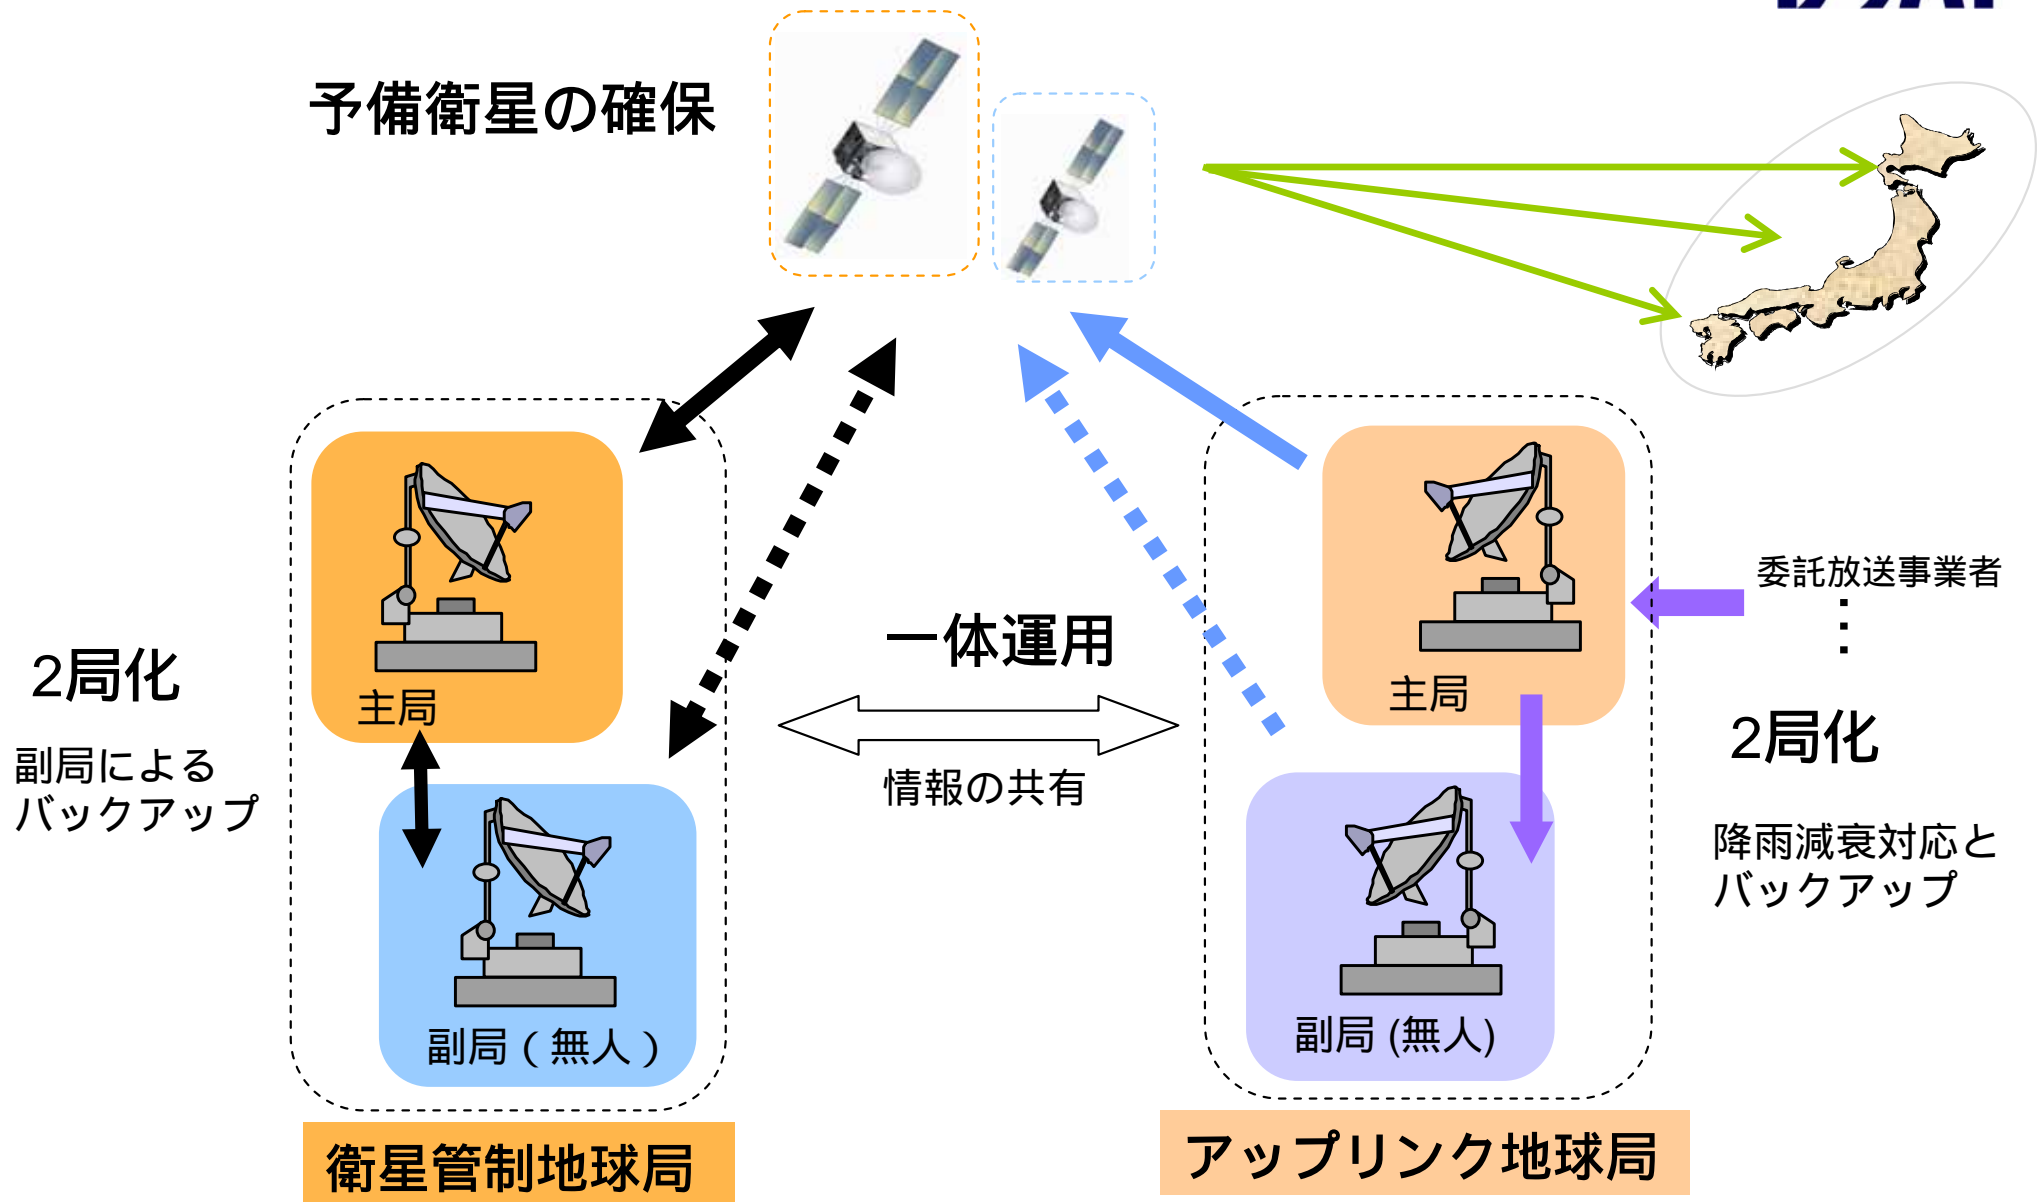 予備衛星の確保
一体運用
情報の共有
2局化
副局による
バックアップ
主局
副局（無人）
衛星管制地球局
主局
副局 (無人)
アップリンク地球局
委託放送事業者
2局化
降雨減衰対応と
バックアップ